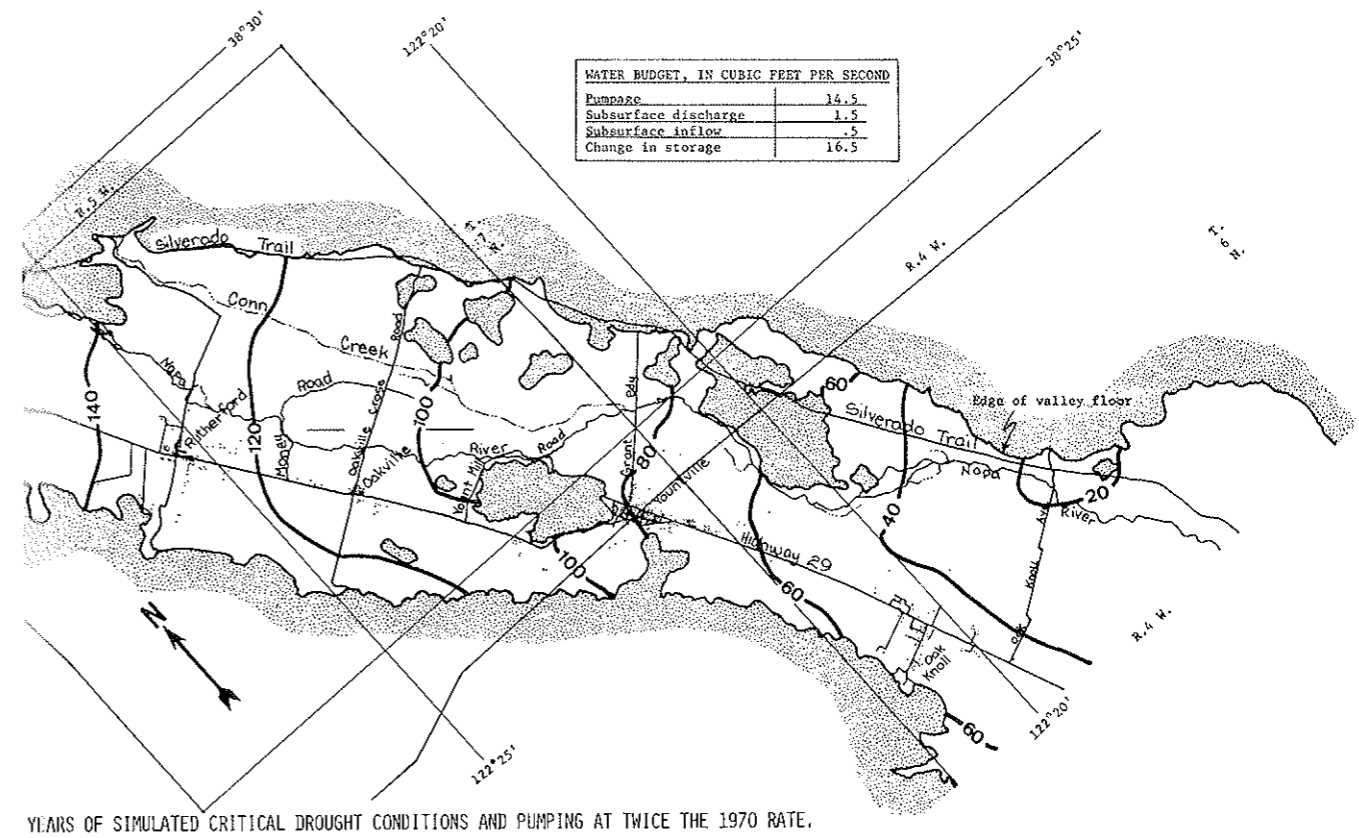 38°30'
122°20'
38°25'
WATER BUDGET, IN CUBIC FEET PER SECOND
Pumpage 14.5
Subsurface discharge 1.5
Subsurface inflow .5
Change in storage 16.5
R.5 W.
T. 7 N.
R.4 W.
T. 6 N.
Silverado Trail
Conn Creek
Napa River
Rutherford
Road
Money
Oakville Cross Road
Oakville
Yount Mill Road
Grant Bdy
Yountville
Highway 29
Edge of valley floor
Silverado Trail
Napa River
Oak Knoll Ave
Oak Knoll
140
120
100
100
80
60
60
60
40
20
N
R.4 W.
122°20'
122°25'
YEARS OF SIMULATED CRITICAL DROUGHT CONDITIONS AND PUMPING AT TWICE THE 1970 RATE.